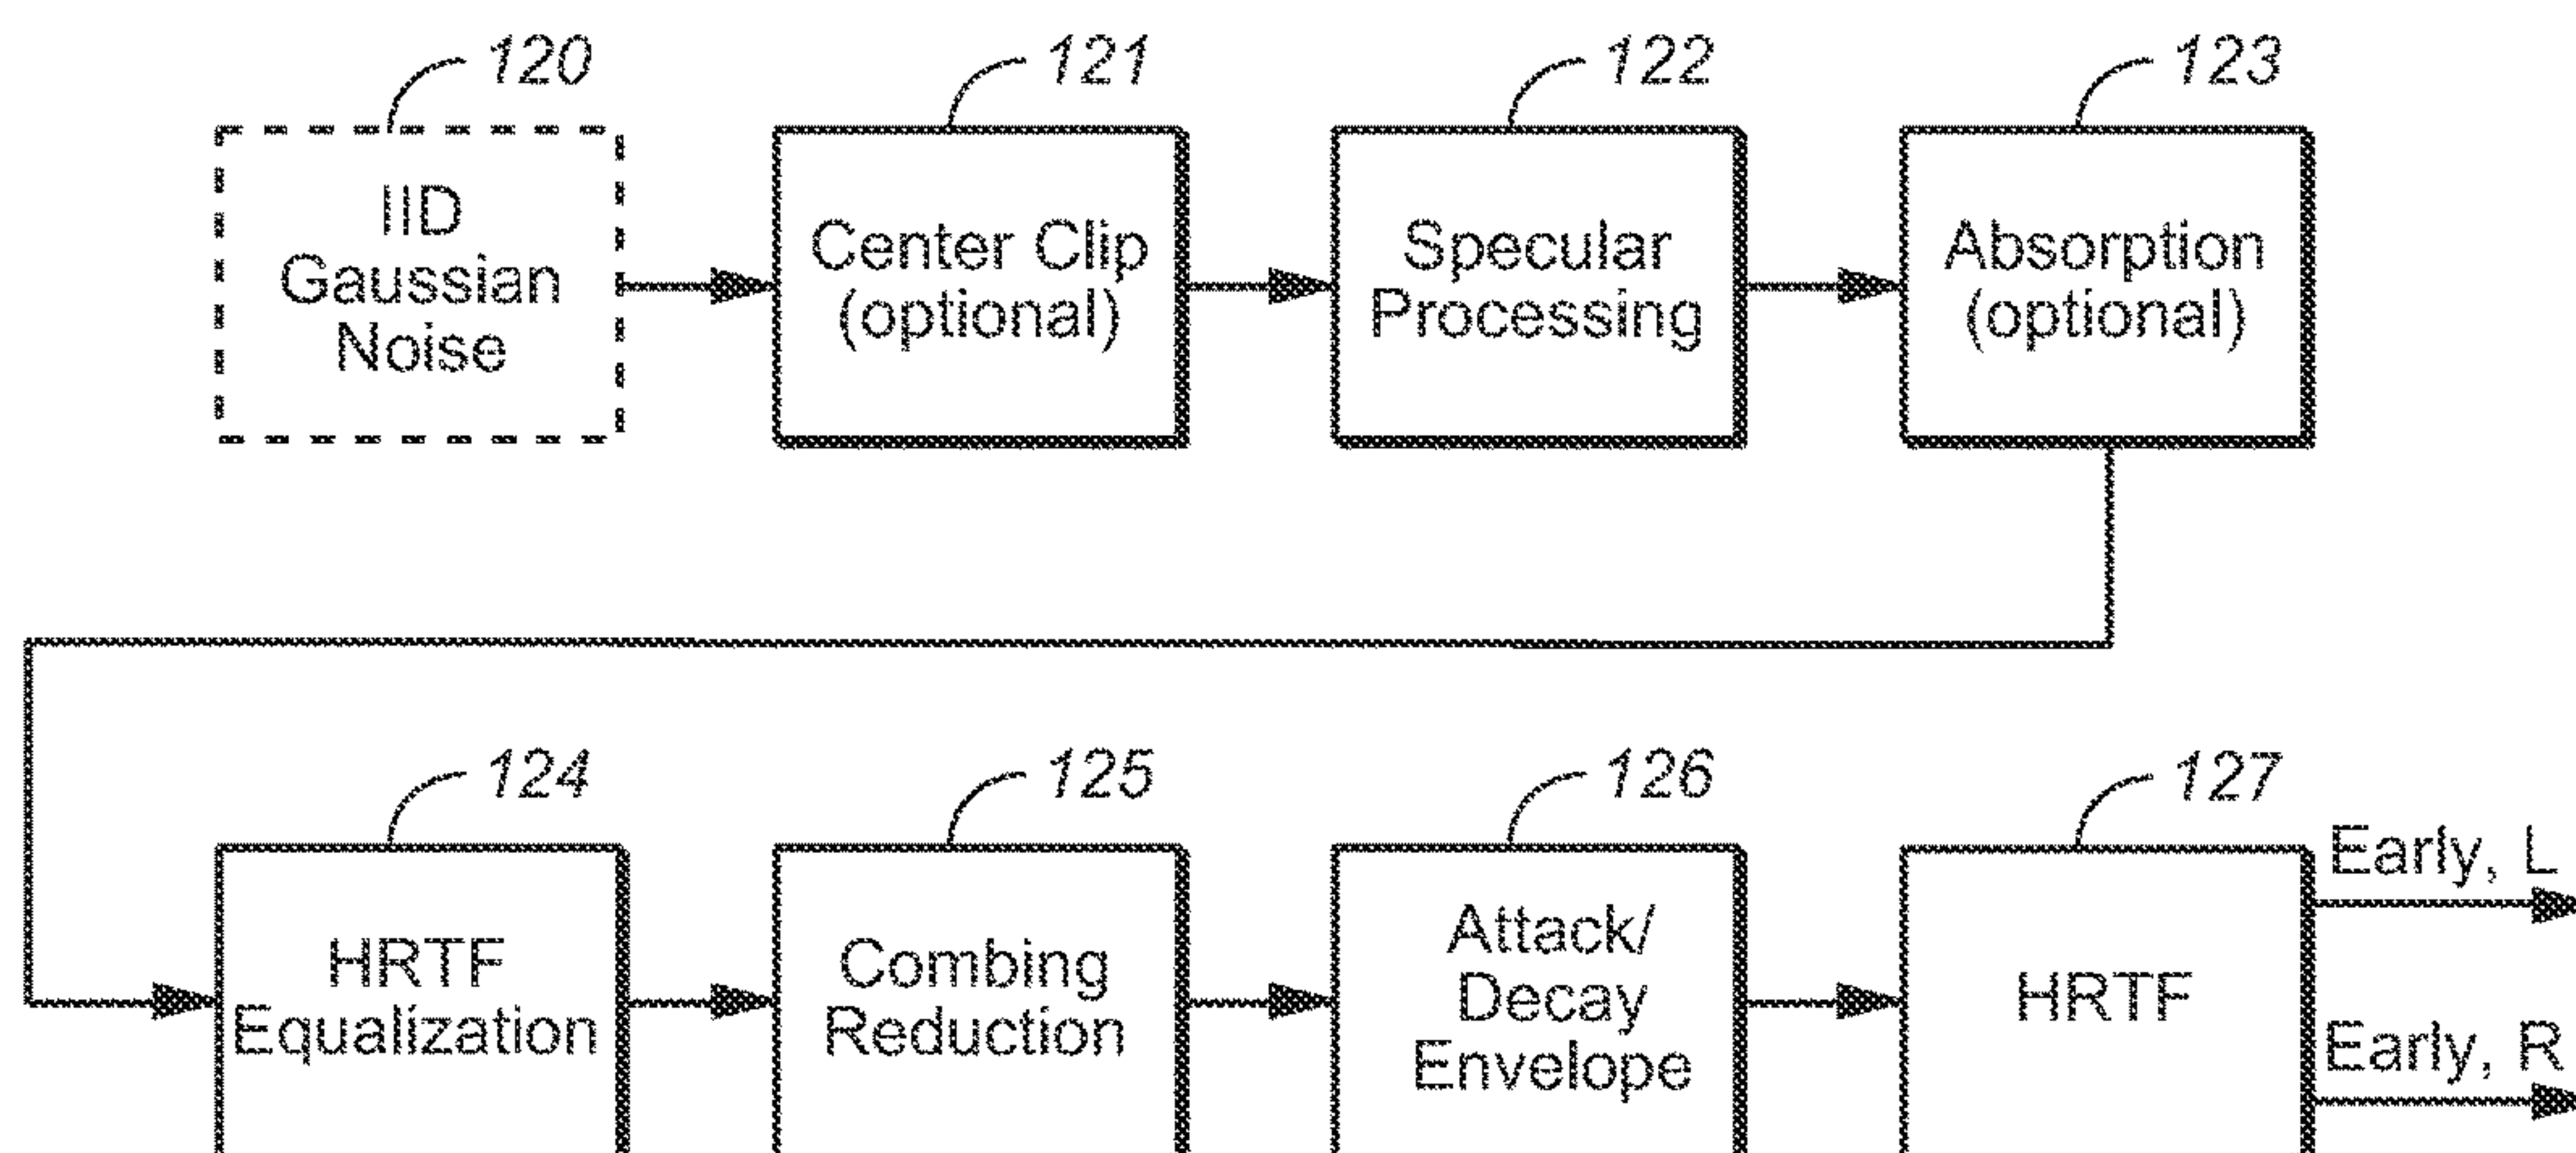 120
121
122
123
IID
Gaussian
Noise
Center Clip
(optional)
Specular
Processing
Absorption
(optional)
124
125
126
127
HRTF
Equalization
Combing
Reduction
Attack/
Decay
Envelope
HRTF
Early, L
Early, R